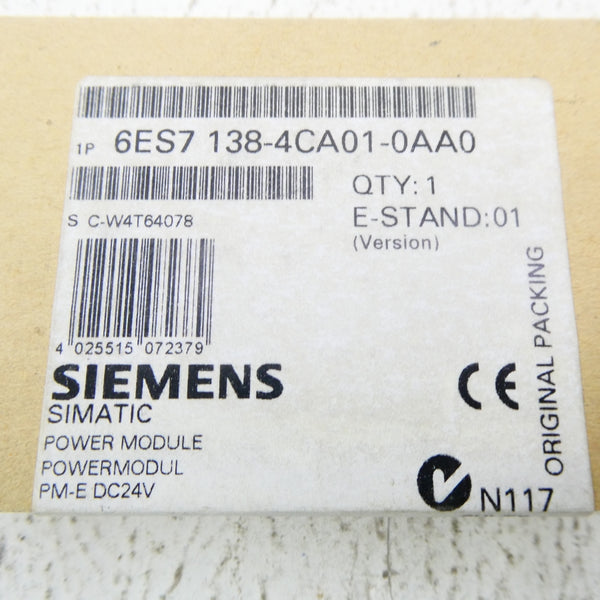 1P 6ES7 138-4CA01-0AA0
QTY: 1
S C-W4T64078
E-STAND:01
(Version)
4 025515 072379
SIEMENS
SIMATIC
POWER MODULE
POWERMODUL
PM-E DC24V
CE
N117
ORIGINAL PACKING